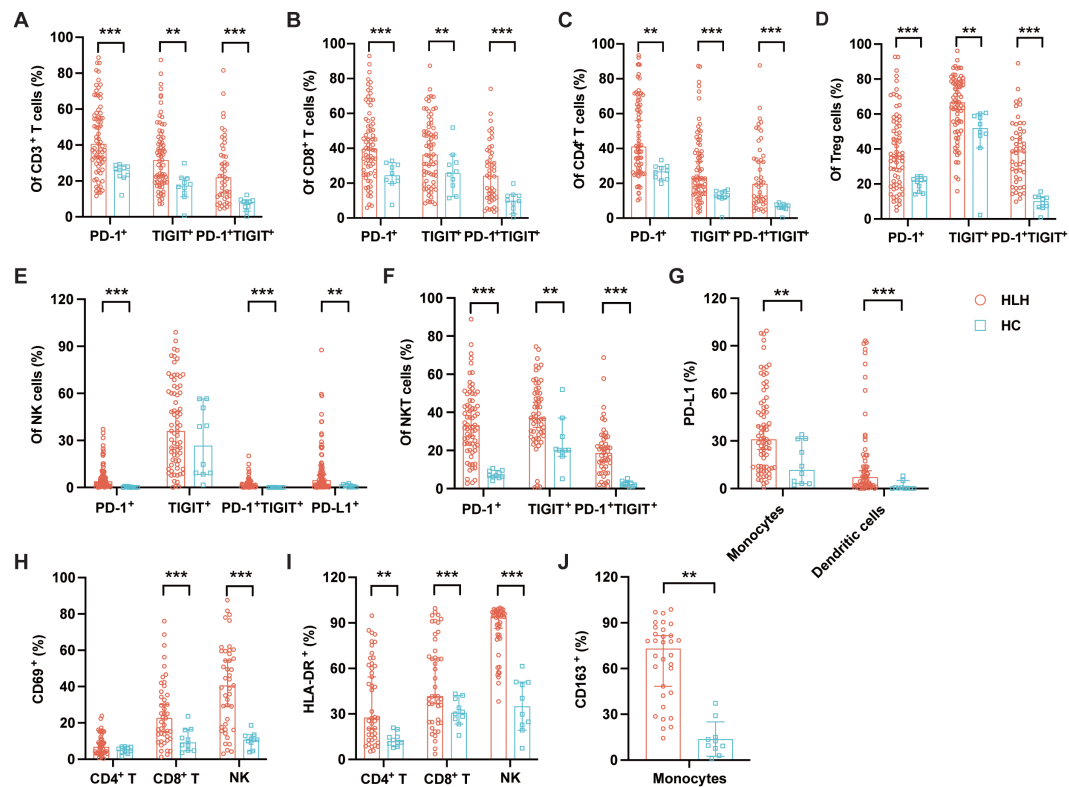 A
*** ** ***
Of CD3⁺ T cells (%)
100
80
60
40
20
0
PD-1⁺ TIGIT⁺ PD-1⁺TIGIT⁺
B
*** ** ***
Of CD8⁺ T cells (%)
100
80
60
40
20
0
PD-1⁺ TIGIT⁺ PD-1⁺TIGIT⁺
C
** *** ***
Of CD4⁺ T cells (%)
100
80
60
40
20
0
PD-1⁺ TIGIT⁺ PD-1⁺TIGIT⁺
D
*** ** ***
Of Treg cells (%)
100
80
60
40
20
0
PD-1⁺ TIGIT⁺ PD-1⁺TIGIT⁺
E
*** *** **
Of NK cells (%)
120
90
60
30
0
PD-1⁺ TIGIT⁺ PD-1⁺TIGIT⁺ PD-L1⁺
F
*** ** ***
Of NKT cells (%)
100
80
60
40
20
0
PD-1⁺ TIGIT⁺ PD-1⁺TIGIT⁺
G
** ***
PD-L1 (%)
120
90
60
30
0
Monocytes
Dendritic cells
HLH
HC
H
*** ***
CD69⁺ (%)
100
80
60
40
20
0
CD4⁺ T CD8⁺ T NK
I
** *** ***
HLA-DR⁺ (%)
120
90
60
30
0
CD4⁺ T CD8⁺ T NK
J
**
CD163⁺ (%)
120
90
60
30
0
Monocytes